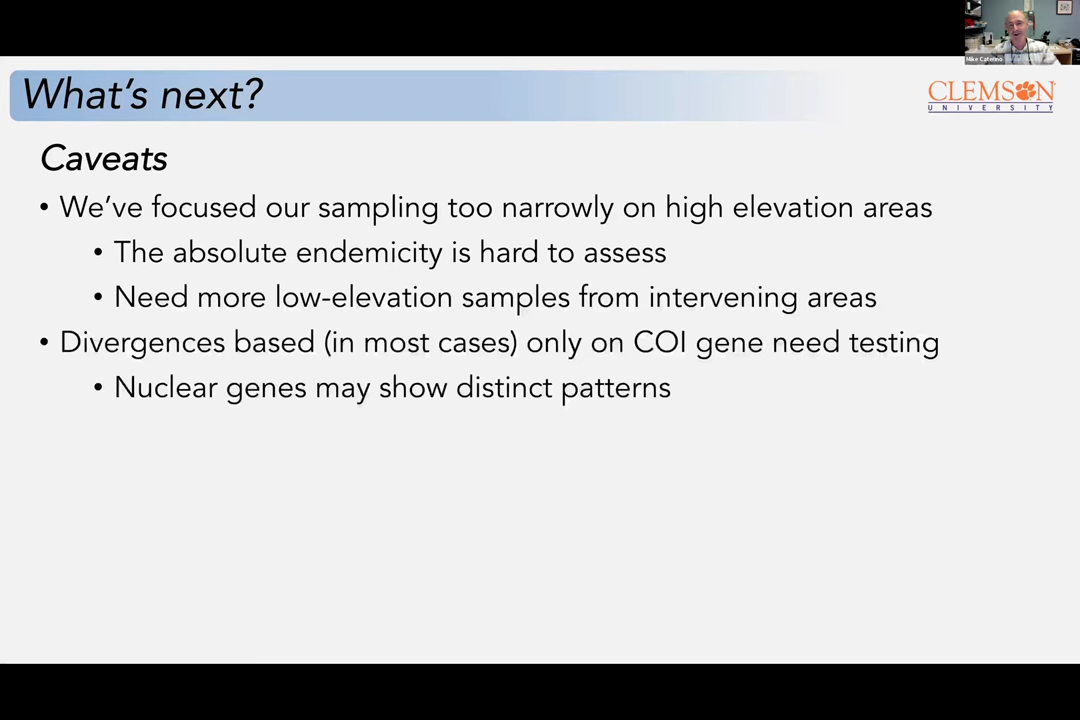 Mike Caterino
What's next?
CLEMSON
UNIVERSITY
Caveats
• We've focused our sampling too narrowly on high elevation areas
• The absolute endemicity is hard to assess
• Need more low-elevation samples from intervening areas
• Divergences based (in most cases) only on COI gene need testing
• Nuclear genes may show distinct patterns